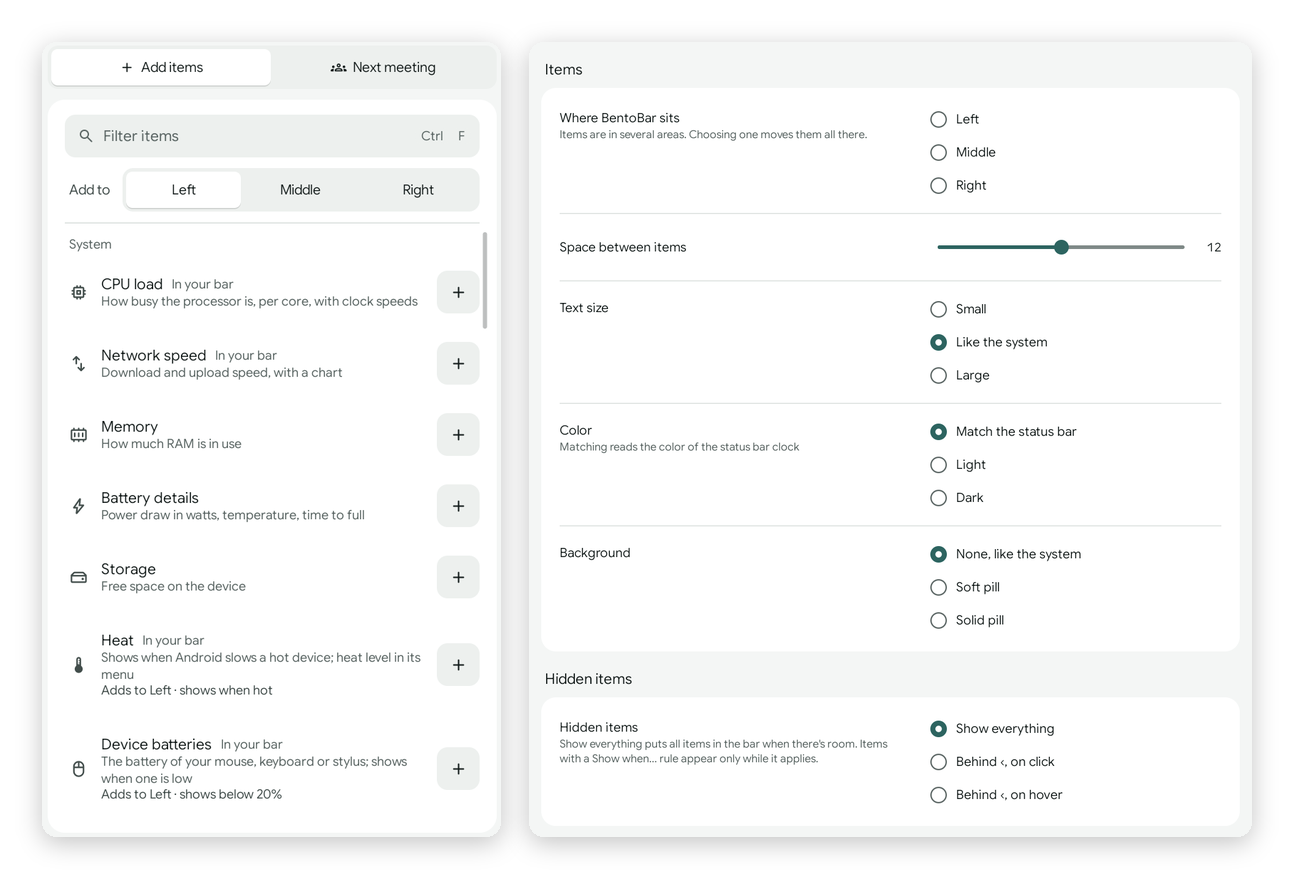 Add items
Next meeting
Filter items
Ctrl F
Add to
Left
Middle
Right
System
CPU load In your bar
How busy the processor is, per core, with clock speeds
Network speed In your bar
Download and upload speed, with a chart
Memory
How much RAM is in use
Battery details
Power draw in watts, temperature, time to full
Storage
Free space on the device
Heat In your bar
Shows when Android slows a hot device; heat level in its
menu
Adds to Left · shows when hot
Device batteries In your bar
The battery of your mouse, keyboard or stylus; shows
when one is low
Adds to Left · shows below 20%
Items
Where BentoBar sits
Items are in several areas. Choosing one moves them all there.
Left
Middle
Right
Space between items
12
Text size
Small
Like the system
Large
Color
Matching reads the color of the status bar clock
Match the status bar
Light
Dark
Background
None, like the system
Soft pill
Solid pill
Hidden items
Hidden items
Show everything puts all items in the bar when there's room. Items
with a Show when... rule appear only while it applies.
Show everything
Behind ‹, on click
Behind ‹, on hover